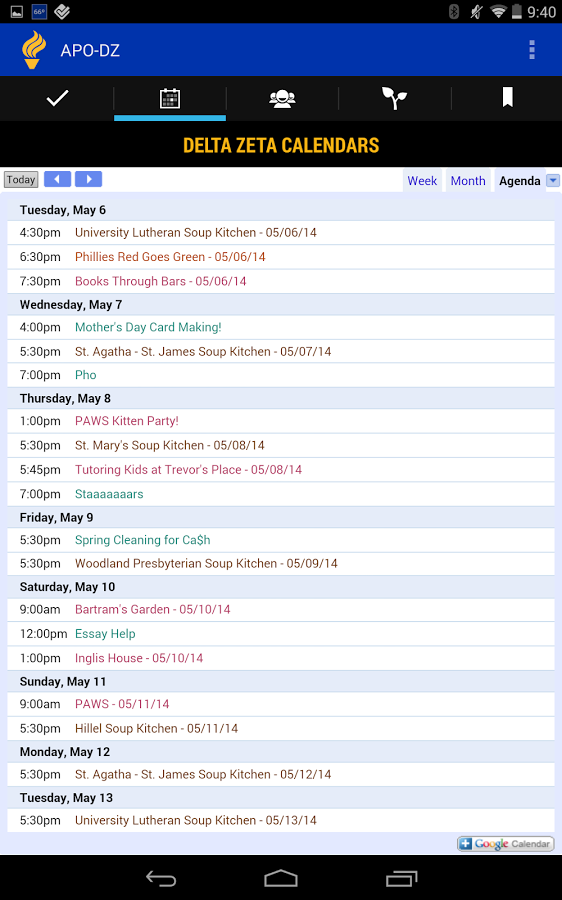 66°
9:40
APO-DZ
DELTA ZETA CALENDARS
Today Week Month Agenda
Tuesday, May 6
4:30pm University Lutheran Soup Kitchen - 05/06/14
6:30pm Phillies Red Goes Green - 05/06/14
7:30pm Books Through Bars - 05/06/14
Wednesday, May 7
4:00pm Mother's Day Card Making!
5:30pm St. Agatha - St. James Soup Kitchen - 05/07/14
7:00pm Pho
Thursday, May 8
1:00pm PAWS Kitten Party!
5:30pm St. Mary's Soup Kitchen - 05/08/14
5:45pm Tutoring Kids at Trevor's Place - 05/08/14
7:00pm Staaaaaaars
Friday, May 9
5:30pm Spring Cleaning for Ca$h
5:30pm Woodland Presbyterian Soup Kitchen - 05/09/14
Saturday, May 10
9:00am Bartram's Garden - 05/10/14
12:00pm Essay Help
1:00pm Inglis House - 05/10/14
Sunday, May 11
9:00am PAWS - 05/11/14
5:30pm Hillel Soup Kitchen - 05/11/14
Monday, May 12
5:30pm St. Agatha - St. James Soup Kitchen - 05/12/14
Tuesday, May 13
5:30pm University Lutheran Soup Kitchen - 05/13/14
Google Calendar